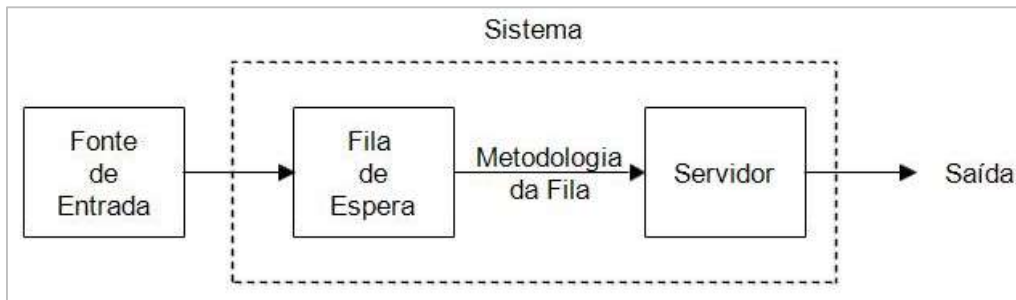 Sistema
Fonte
de
Entrada
Fila
de
Espera
Metodologia
da Fila
Servidor
Saída